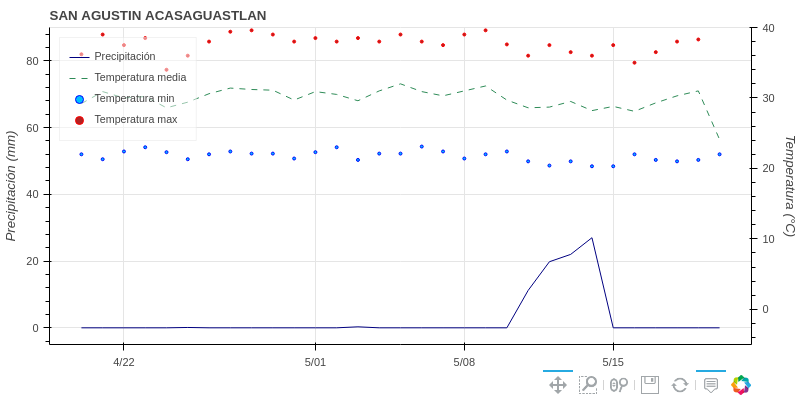 SAN AGUSTIN ACASAGUASTLAN
Precipitación
Temperatura media
Temperatura min
Temperatura max
Precipitación (mm)
80
60
40
20
0
Temperatura (°C)
40
30
20
10
0
4/22
5/01
5/08
5/15